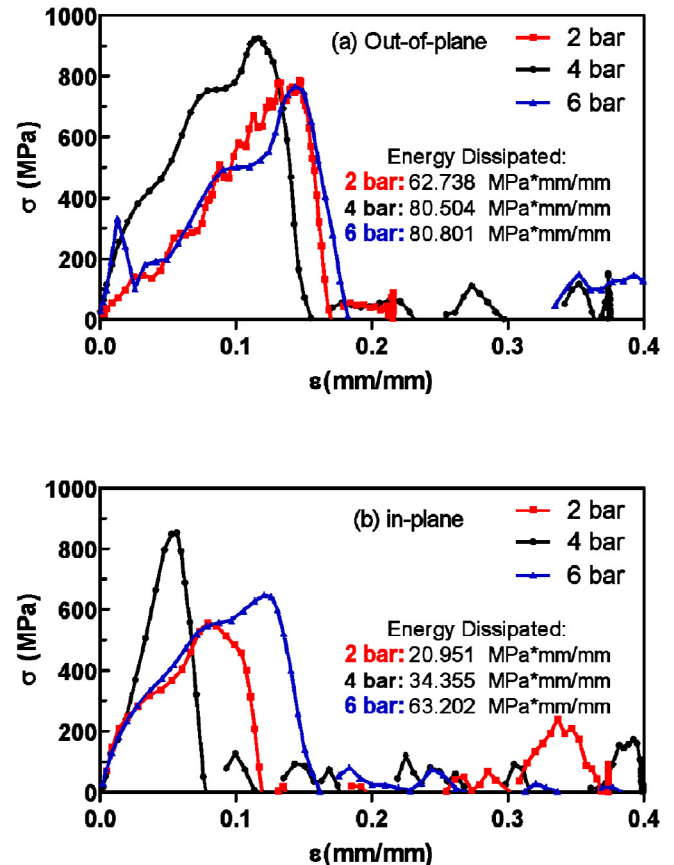 1000
(a) Out-of-plane
2 bar
800
4 bar
6 bar
σ (MPa)
600
Energy Dissipated:
2 bar: 62.738 MPa*mm/mm
400
4 bar: 80.504 MPa*mm/mm
6 bar: 80.801 MPa*mm/mm
200
0
0.0 0.1 0.2 0.3 0.4
ε(mm/mm)
1000
(b) in-plane
2 bar
800
4 bar
6 bar
σ (MPa)
600
Energy Dissipated:
2 bar: 20.951 MPa*mm/mm
400
4 bar: 34.355 MPa*mm/mm
6 bar: 63.202 MPa*mm/mm
200
0
0.0 0.1 0.2 0.3 0.4
ε(mm/mm)